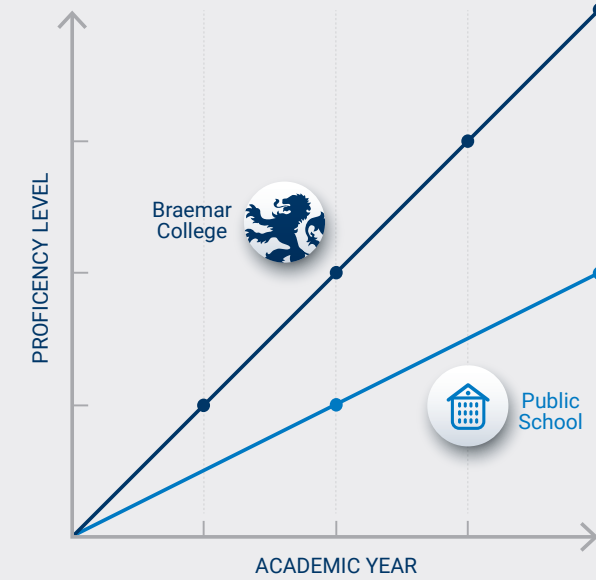 PROFICENCY LEVEL
Braemar
College
Public
School
ACADEMIC YEAR